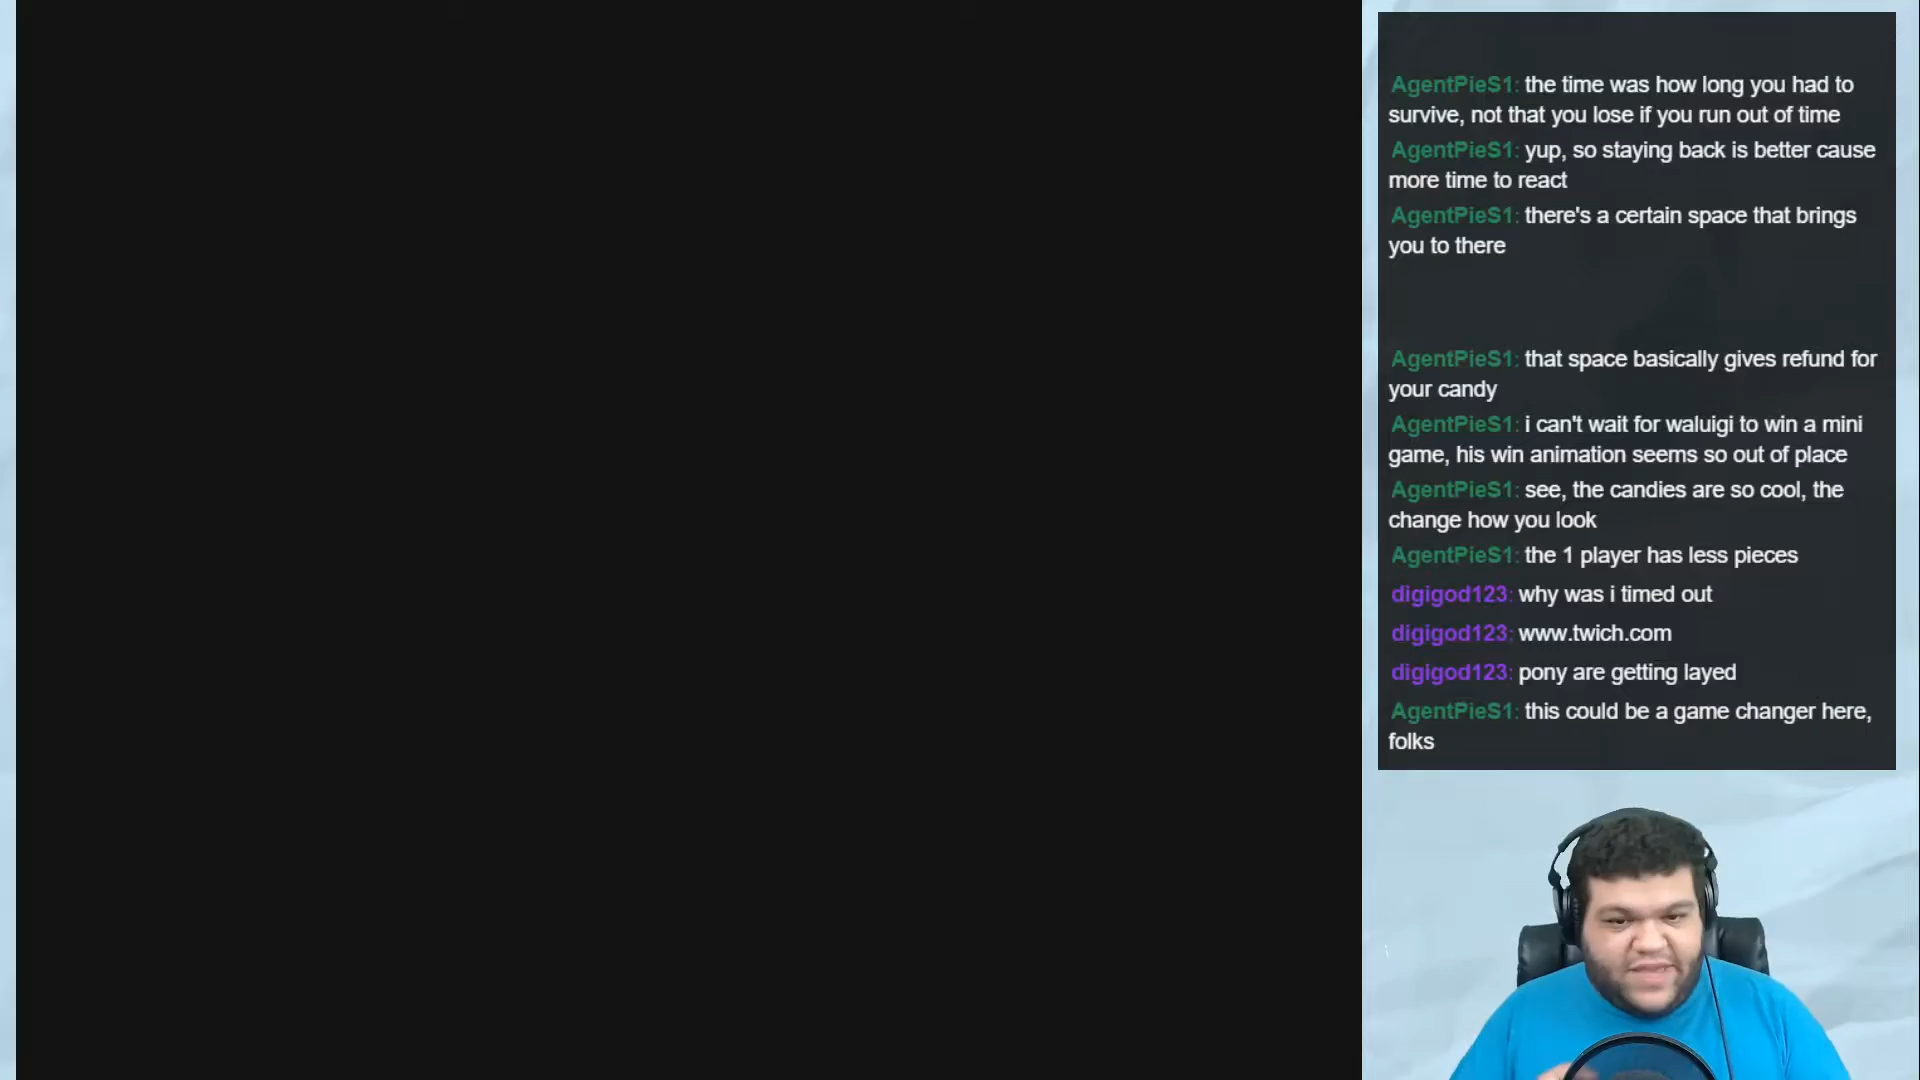 AgentPieS1: the time was how long you had to
survive, not that you lose if you run out of time
AgentPieS1: yup, so staying back is better cause
more time to react
AgentPieS1: there's a certain space that brings
you to there
AgentPieS1: that space basically gives refund for
your candy
AgentPieS1: i can't wait for waluigi to win a mini
game, his win animation seems so out of place
AgentPieS1: see, the candies are so cool, the
change how you look
AgentPieS1: the 1 player has less pieces
digigod123: why was i timed out
digigod123: www.twich.com
digigod123: pony are getting layed
AgentPieS1: this could be a game changer here,
folks